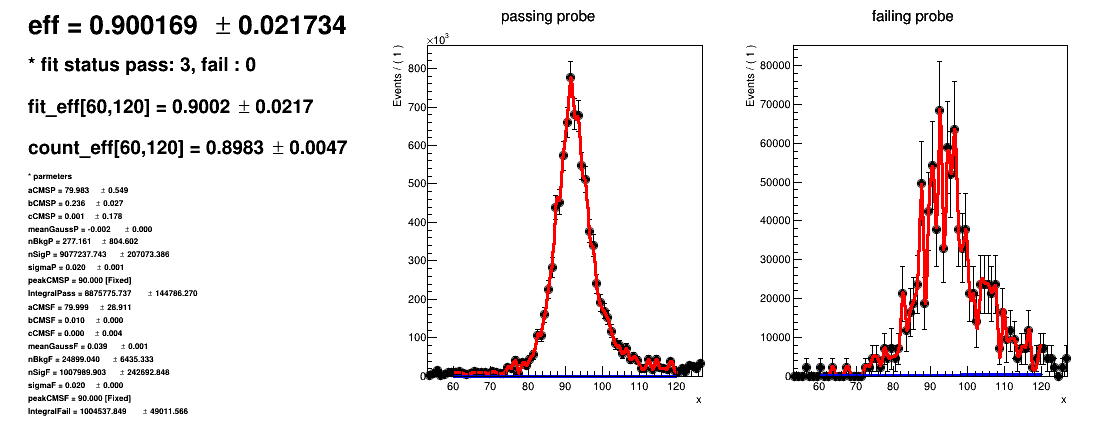 eff = 0.900169 ± 0.021734
* fit status pass: 3, fail : 0
fit_eff[60,120] = 0.9002 ± 0.0217
count_eff[60,120] = 0.8983 ± 0.0047
* parmeters
aCMSP = 79.983 ± 0.549
bCMSP = 0.236 ± 0.027
cCMSP = 0.001 ± 0.178
meanGaussP = -0.002 ± 0.000
nBkgP = 277.161 ± 804.602
nSigP = 9077237.743 ± 207073.386
sigmaP = 0.020 ± 0.001
peakCMSP = 90.000 [Fixed]
IntegralPass = 8875775.737 ± 144786.270
aCMSF = 79.999 ± 28.911
bCMSF = 0.010 ± 0.000
cCMSF = 0.000 ± 0.004
meanGaussF = 0.039 ± 0.001
nBkgF = 24899.040 ± 6435.333
nSigF = 1007989.903 ± 242692.848
sigmaF = 0.020 ± 0.000
peakCMSF = 90.000 [Fixed]
IntegralFail = 1004537.849 ± 49011.566
passing probe
×10³
Events / ( 1 )
800
700
600
500
400
300
200
100
0
60 70 80 90 100 110 120
x
failing probe
Events / ( 1 )
80000
70000
60000
50000
40000
30000
20000
10000
0
60 70 80 90 100 110 120
x